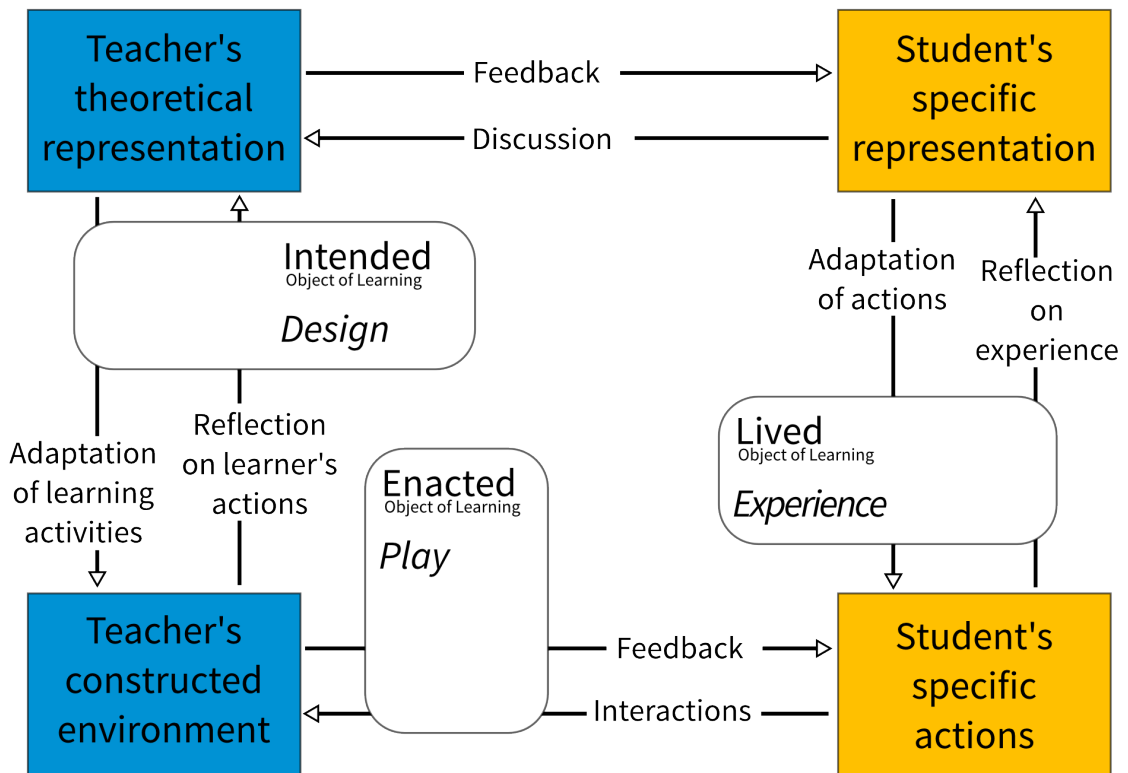 Teacher's
theoretical
representation
Feedback
Discussion
Student's
specific
representation
Intended
Object of Learning
Design
Adaptation
of actions
Reflection
on
experience
Adaptation
of learning
activities
Reflection
on learner's
actions
Enacted
Object of Learning
Play
Lived
Object of Learning
Experience
Teacher's
constructed
environment
Feedback
Interactions
Student's
specific
actions